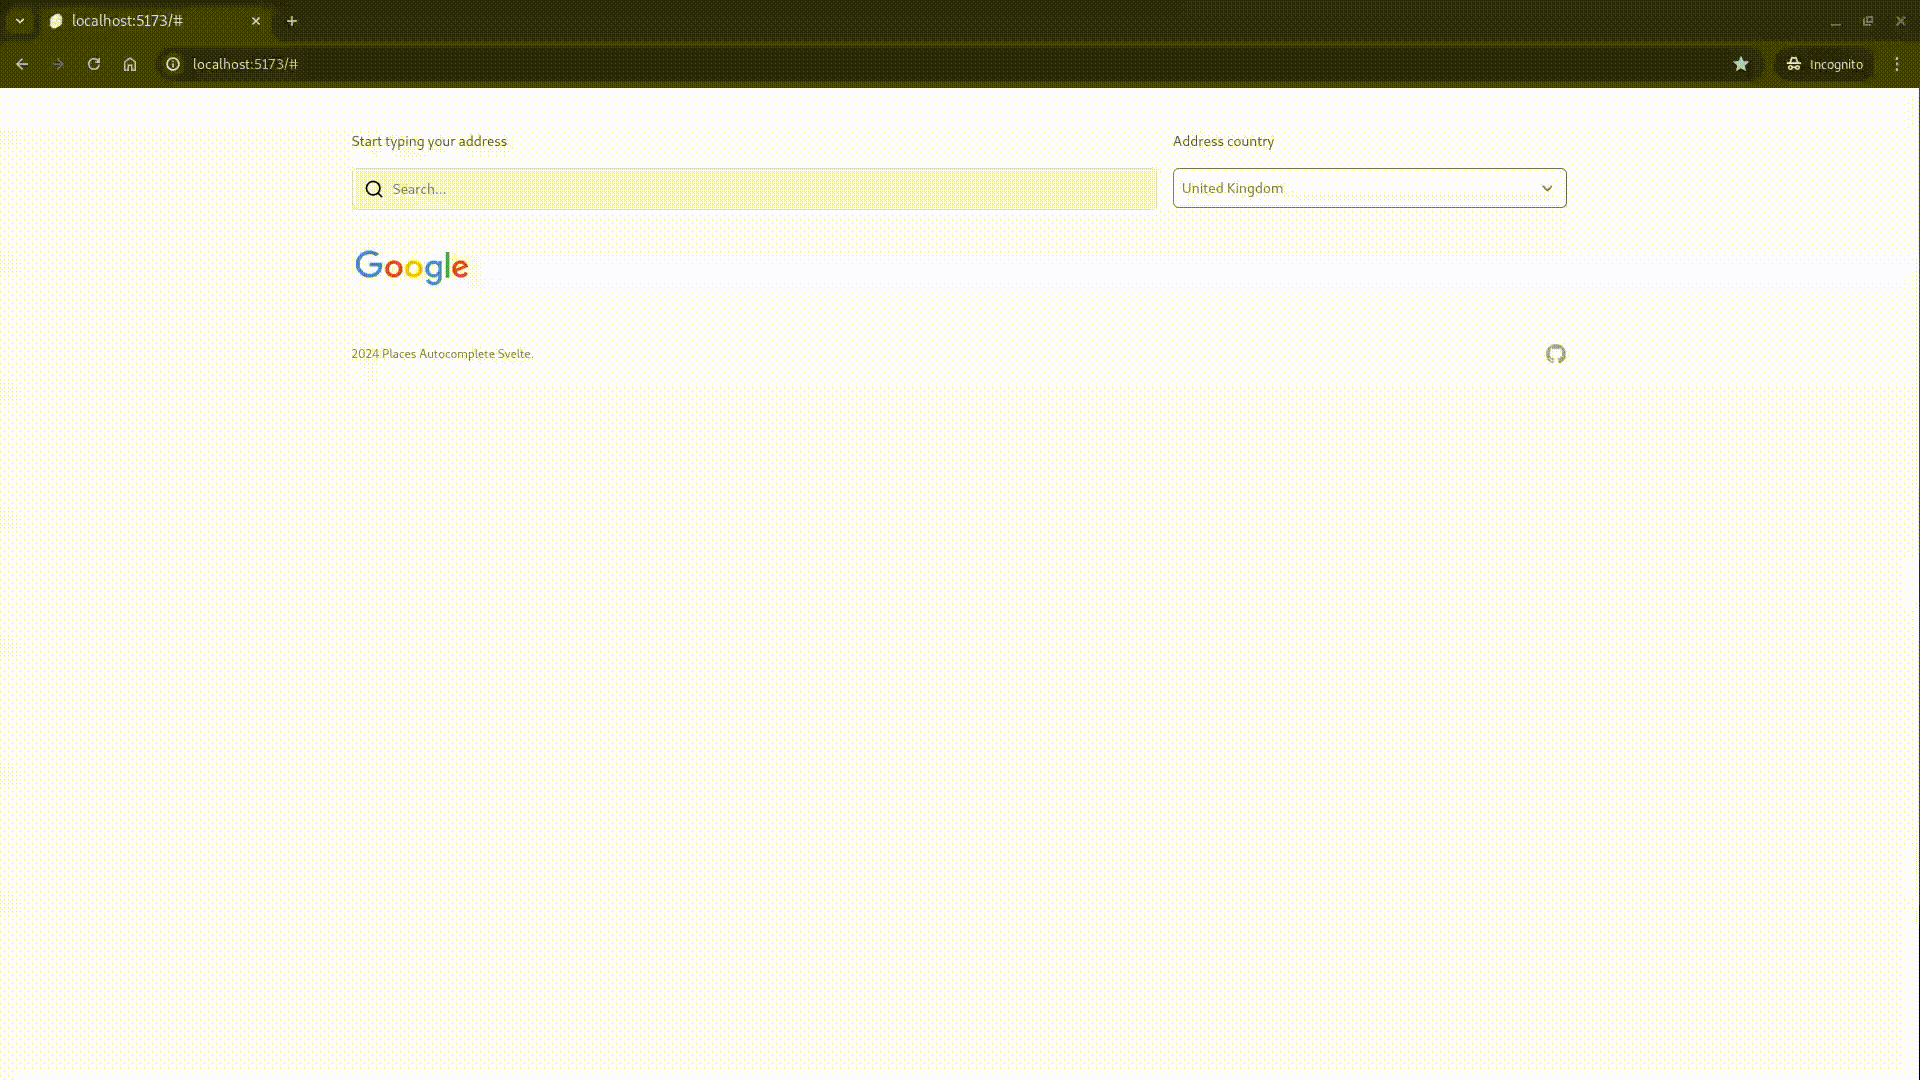 localhost:5173/#
localhost:5173/#
Incognito
Start typing your address
Address country
Search...
United Kingdom
Google
2024 Places Autocomplete Svelte.